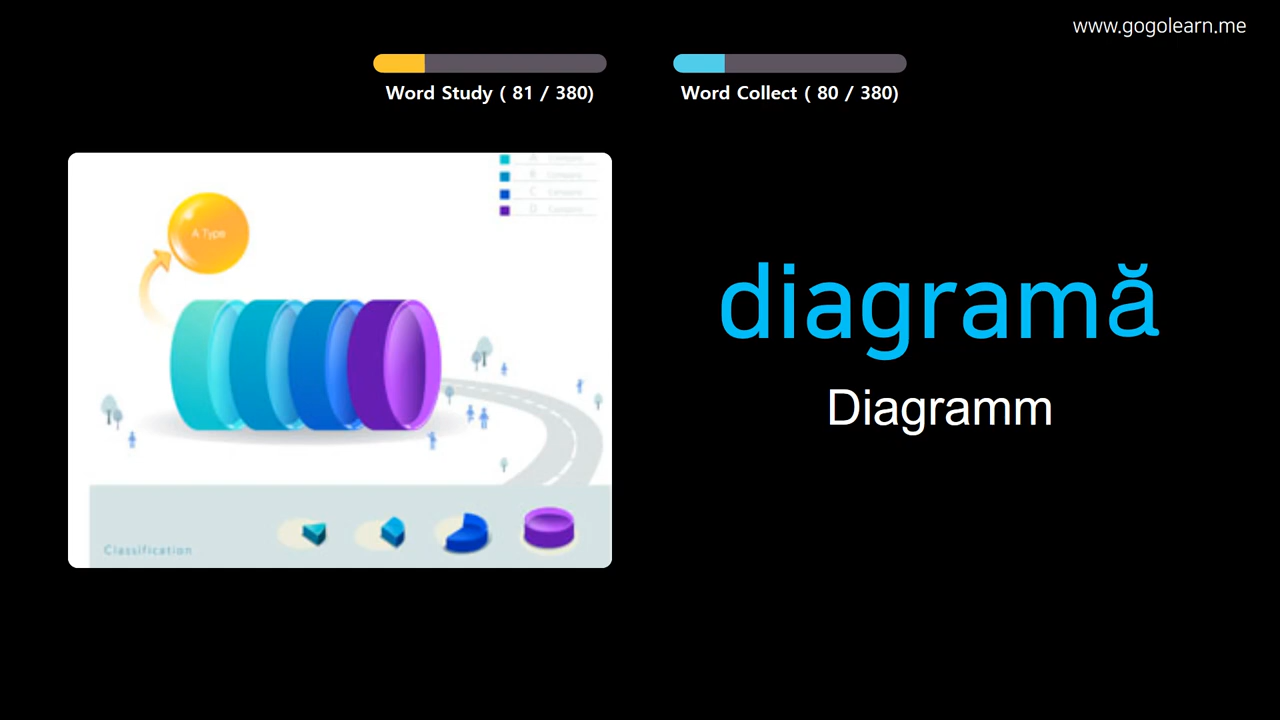 www.gogolearn.me
Word Study ( 81 / 380)
Word Collect ( 80 / 380)
A
B
C
D
A Type
diagramă
Diagramm
Classification